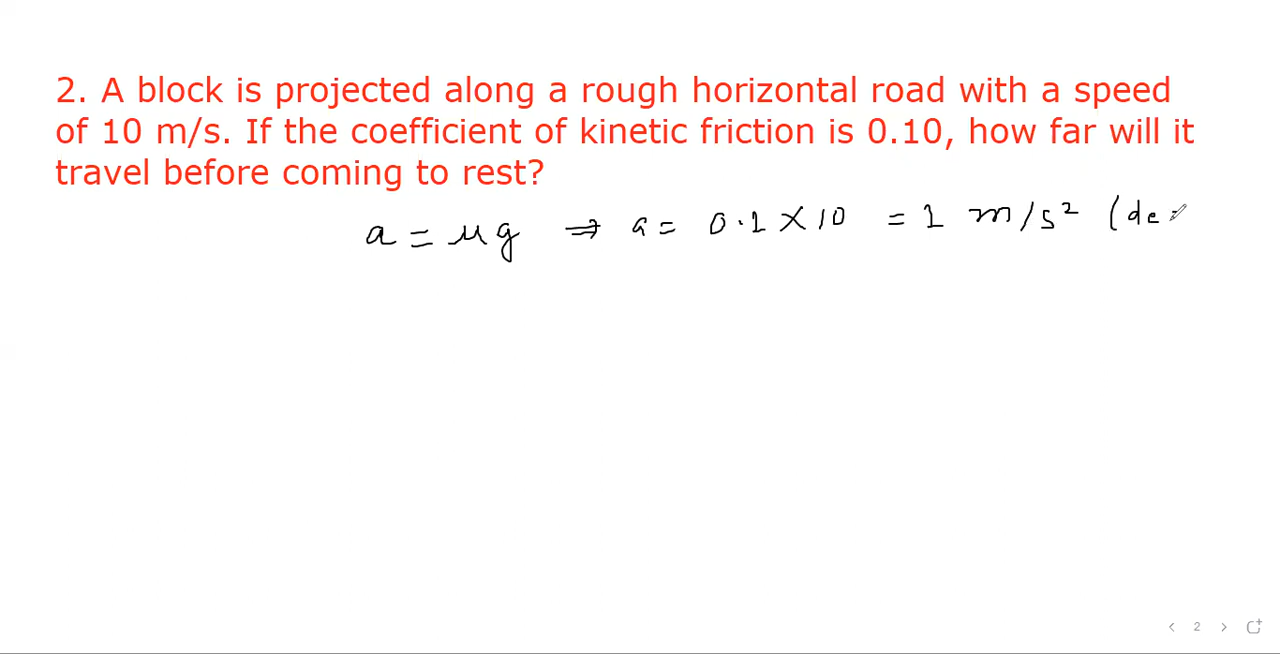 2. A block is projected along a rough horizontal road with a speed
of 10 m/s. If the coefficient of kinetic friction is 0.10, how far will it
travel before coming to rest?
a = μg ⇒ a = 0.1 × 10 = 1 m/s² (de
2